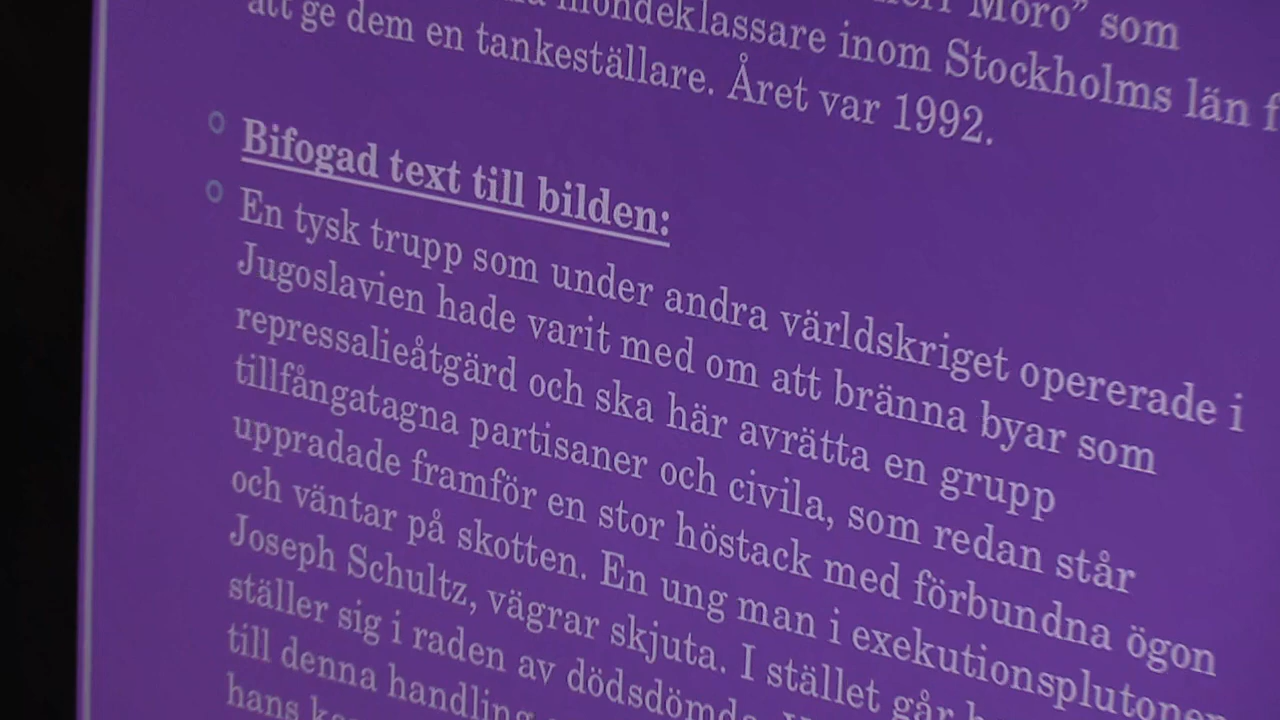 Moro" som
niondeklassare inom Stockholms län f
att ge dem en tankeställare. Året var 1992.
Bifogad text till bilden:
En tysk trupp som under andra världskriget opererade i
Jugoslavien hade varit med om att bränna byar som
repressalieåtgärd och ska här avrätta en grupp
tillfångatagna partisaner och civila, som redan står
uppradade framför en stor höstack med förbundna ögon
och väntar på skotten. En ung man i exekutionsplutonen
Joseph Schultz, vägrar skjuta. I stället går h
ställer sig i raden av dödsdömda
till denna handling
hans